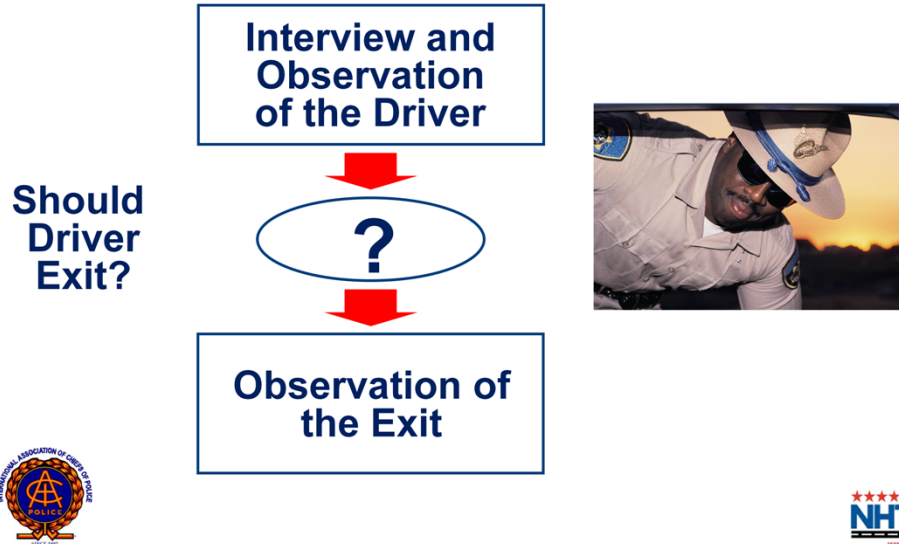 Interview and
Observation
of the Driver
Should
Driver
Exit?
?
Observation of
the Exit
INTERNATIONAL ASSOCIATION OF CHIEFS OF POLICE
POLICE
NHT